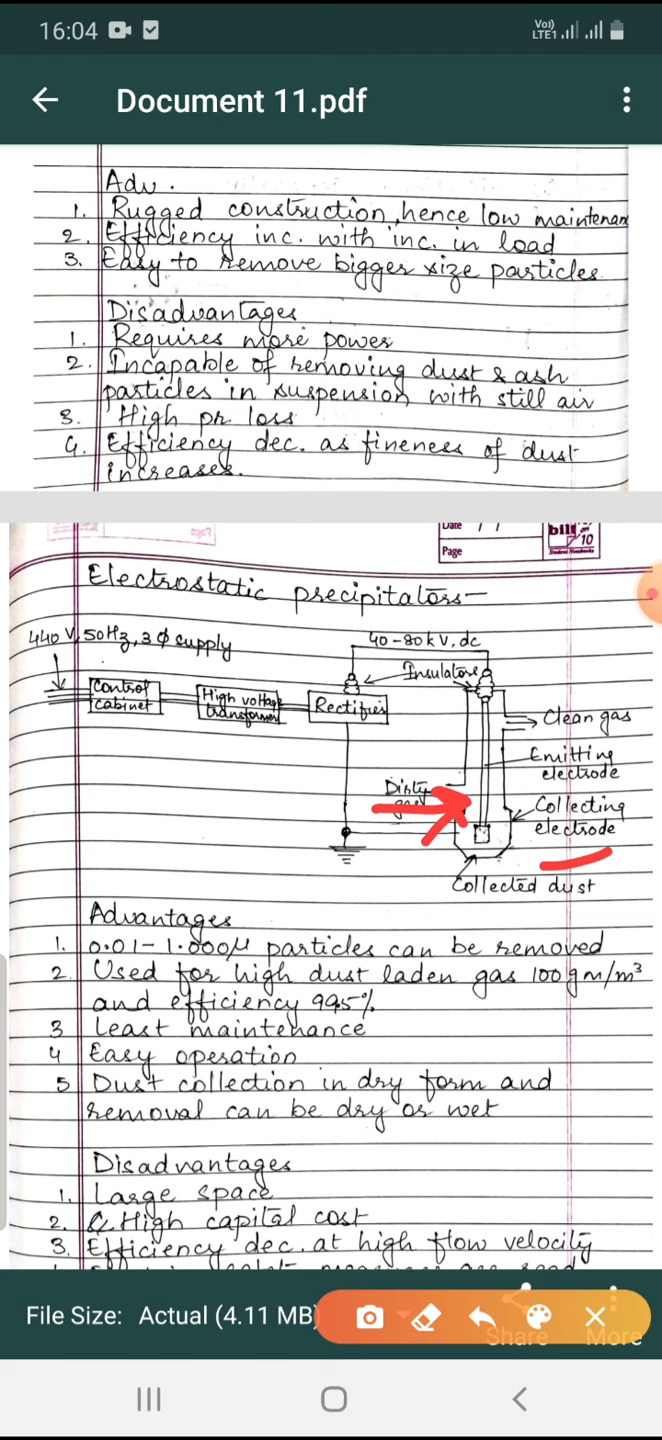 16:04
Vo)) LTE1
Document 11.pdf
Adv.
1. Rugged construction, hence low maintenan
2. Efficiency inc. with inc. in load
3. Easy to remove bigger size particles
Disadvantages
1. Requires more power
2. Incapable of removing dust & ash
particles in suspension with still air
3. High pr. loss
4. Efficiency dec. as fineness of dust
increases.
Date / /
Page
bill
10
Student Notebooks
Electrostatic precipitators—
440 V, 50Hz, 3 ϕ supply
40-80kV, dc
Insulators
Control cabinet
High voltage transformer
Rectifier
Clean gas
Emitting
electrode
Dirty
gas
Collecting
electrode
Collected dust
Advantages
1. 0.01-1.000μ particles can be removed
2. Used for high dust laden gas 100gm/m³
and efficiency 99.5%
3 Least maintenance
4 Easy operation
5 Dust collection in dry form and
removal can be dry or wet
Disadvantages
1. Large space
2. High capital cost
3. Efficiency dec. at high flow velocity
File Size: Actual (4.11 MB)
Share
More